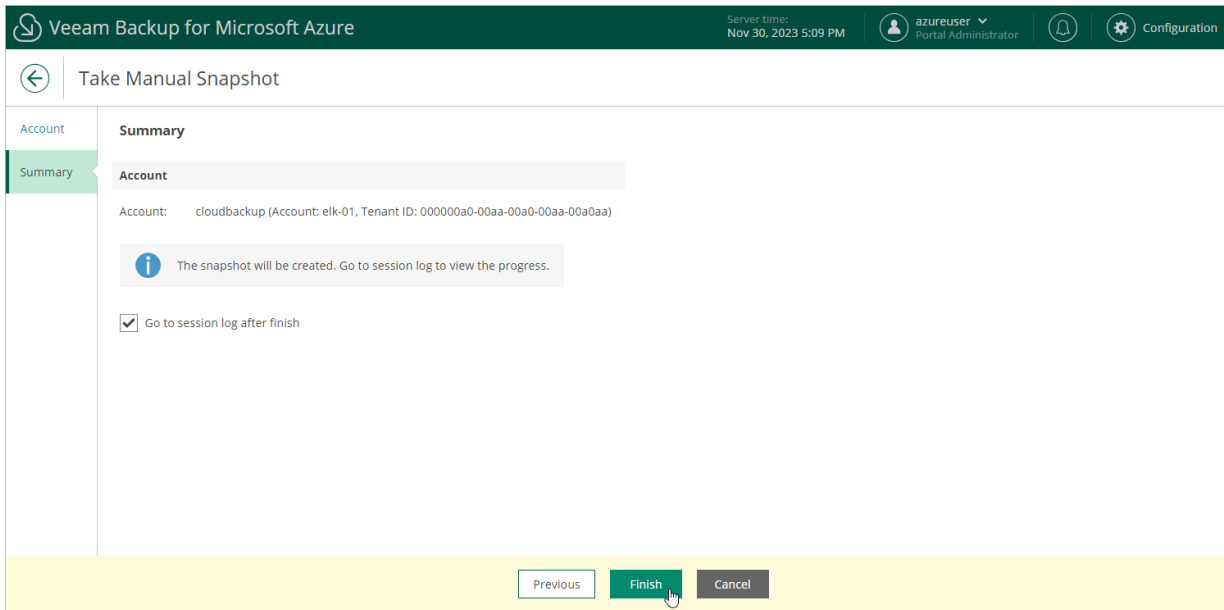 Veeam Backup for Microsoft Azure
Server time:
Nov 30, 2023 5:09 PM
azureuser
Portal Administrator
Configuration
Take Manual Snapshot
Account
Summary
Summary
Account
Account: cloudbackup (Account: elk-01, Tenant ID: 000000a0-00aa-00a0-00aa-00a0aa)
The snapshot will be created. Go to session log to view the progress.
Go to session log after finish
Previous
Finish
Cancel